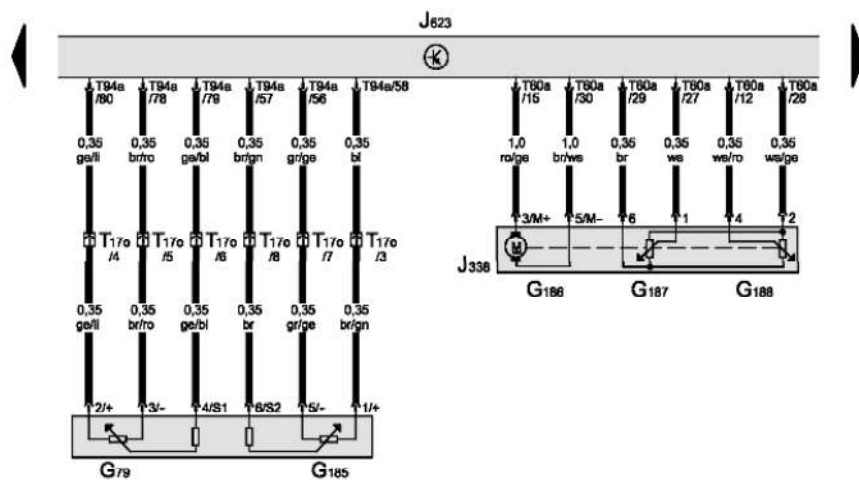 J623
T94a T94a T94a T94a T94a T94a/58 T60a T60a T60a T60a T60a T60a
/80 /78 /79 /57 /56 /15 /30 /29 /27 /12 /28
0,35 0,35 0,35 0,35 0,35 0,35 1,0 1,0 0,35 0,35 0,35 0,35
ge/li br/ro ge/bl br/gn gr/ge bl ro/ge br/ws br ws ws/ro ws/ge
3/M+ 5/M- 6 1 4 2
T17c T17c T17c T17c T17c T17c
/4 /5 /6 /8 /7 /3
M
J338
G186 G187 G188
0,35 0,35 0,35 0,35 0,35 0,35
ge/li br/ro ge/bl br gr/ge br/gn
2/+ 3/- 4/S1 6/S2 5/- 1/+
G79 G185